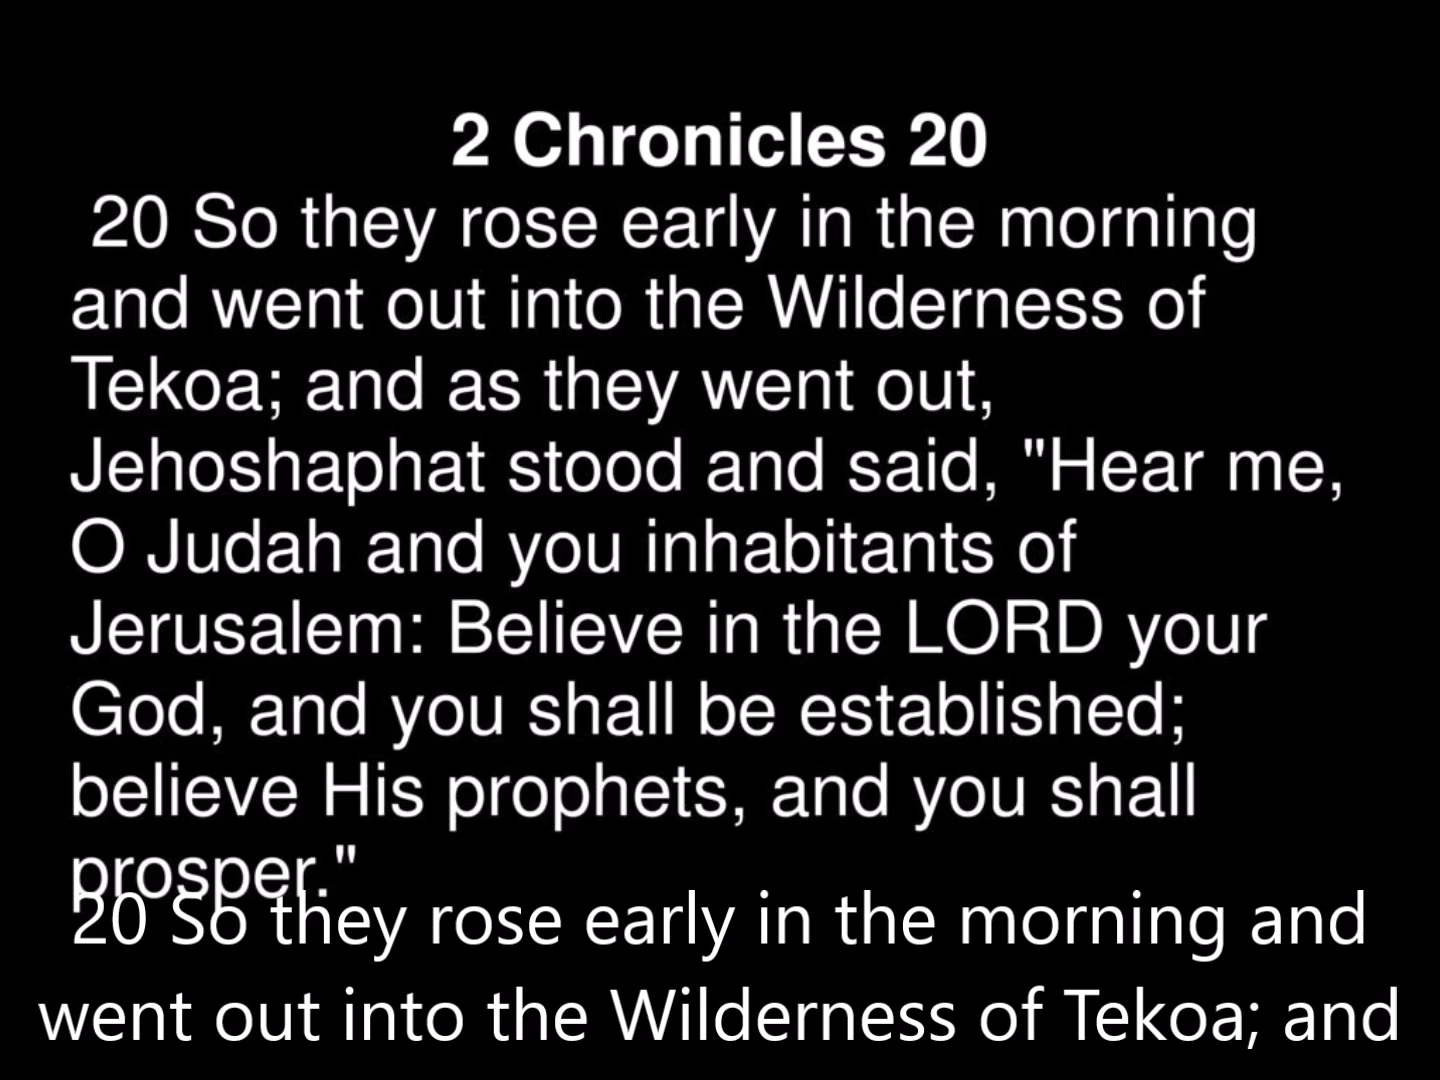 2 Chronicles 20
20 So they rose early in the morning
and went out into the Wilderness of
Tekoa; and as they went out,
Jehoshaphat stood and said, "Hear me,
O Judah and you inhabitants of
Jerusalem: Believe in the LORD your
God, and you shall be established;
believe His prophets, and you shall
prosper."
20 So they rose early in the morning and
went out into the Wilderness of Tekoa; and